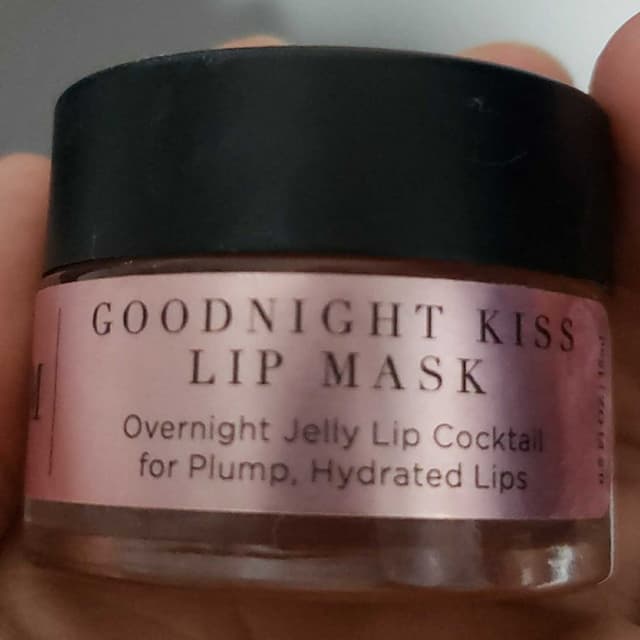 GOODNIGHT KISS
LIP MASK
Overnight Jelly Lip Cocktail
for Plump, Hydrated Lips